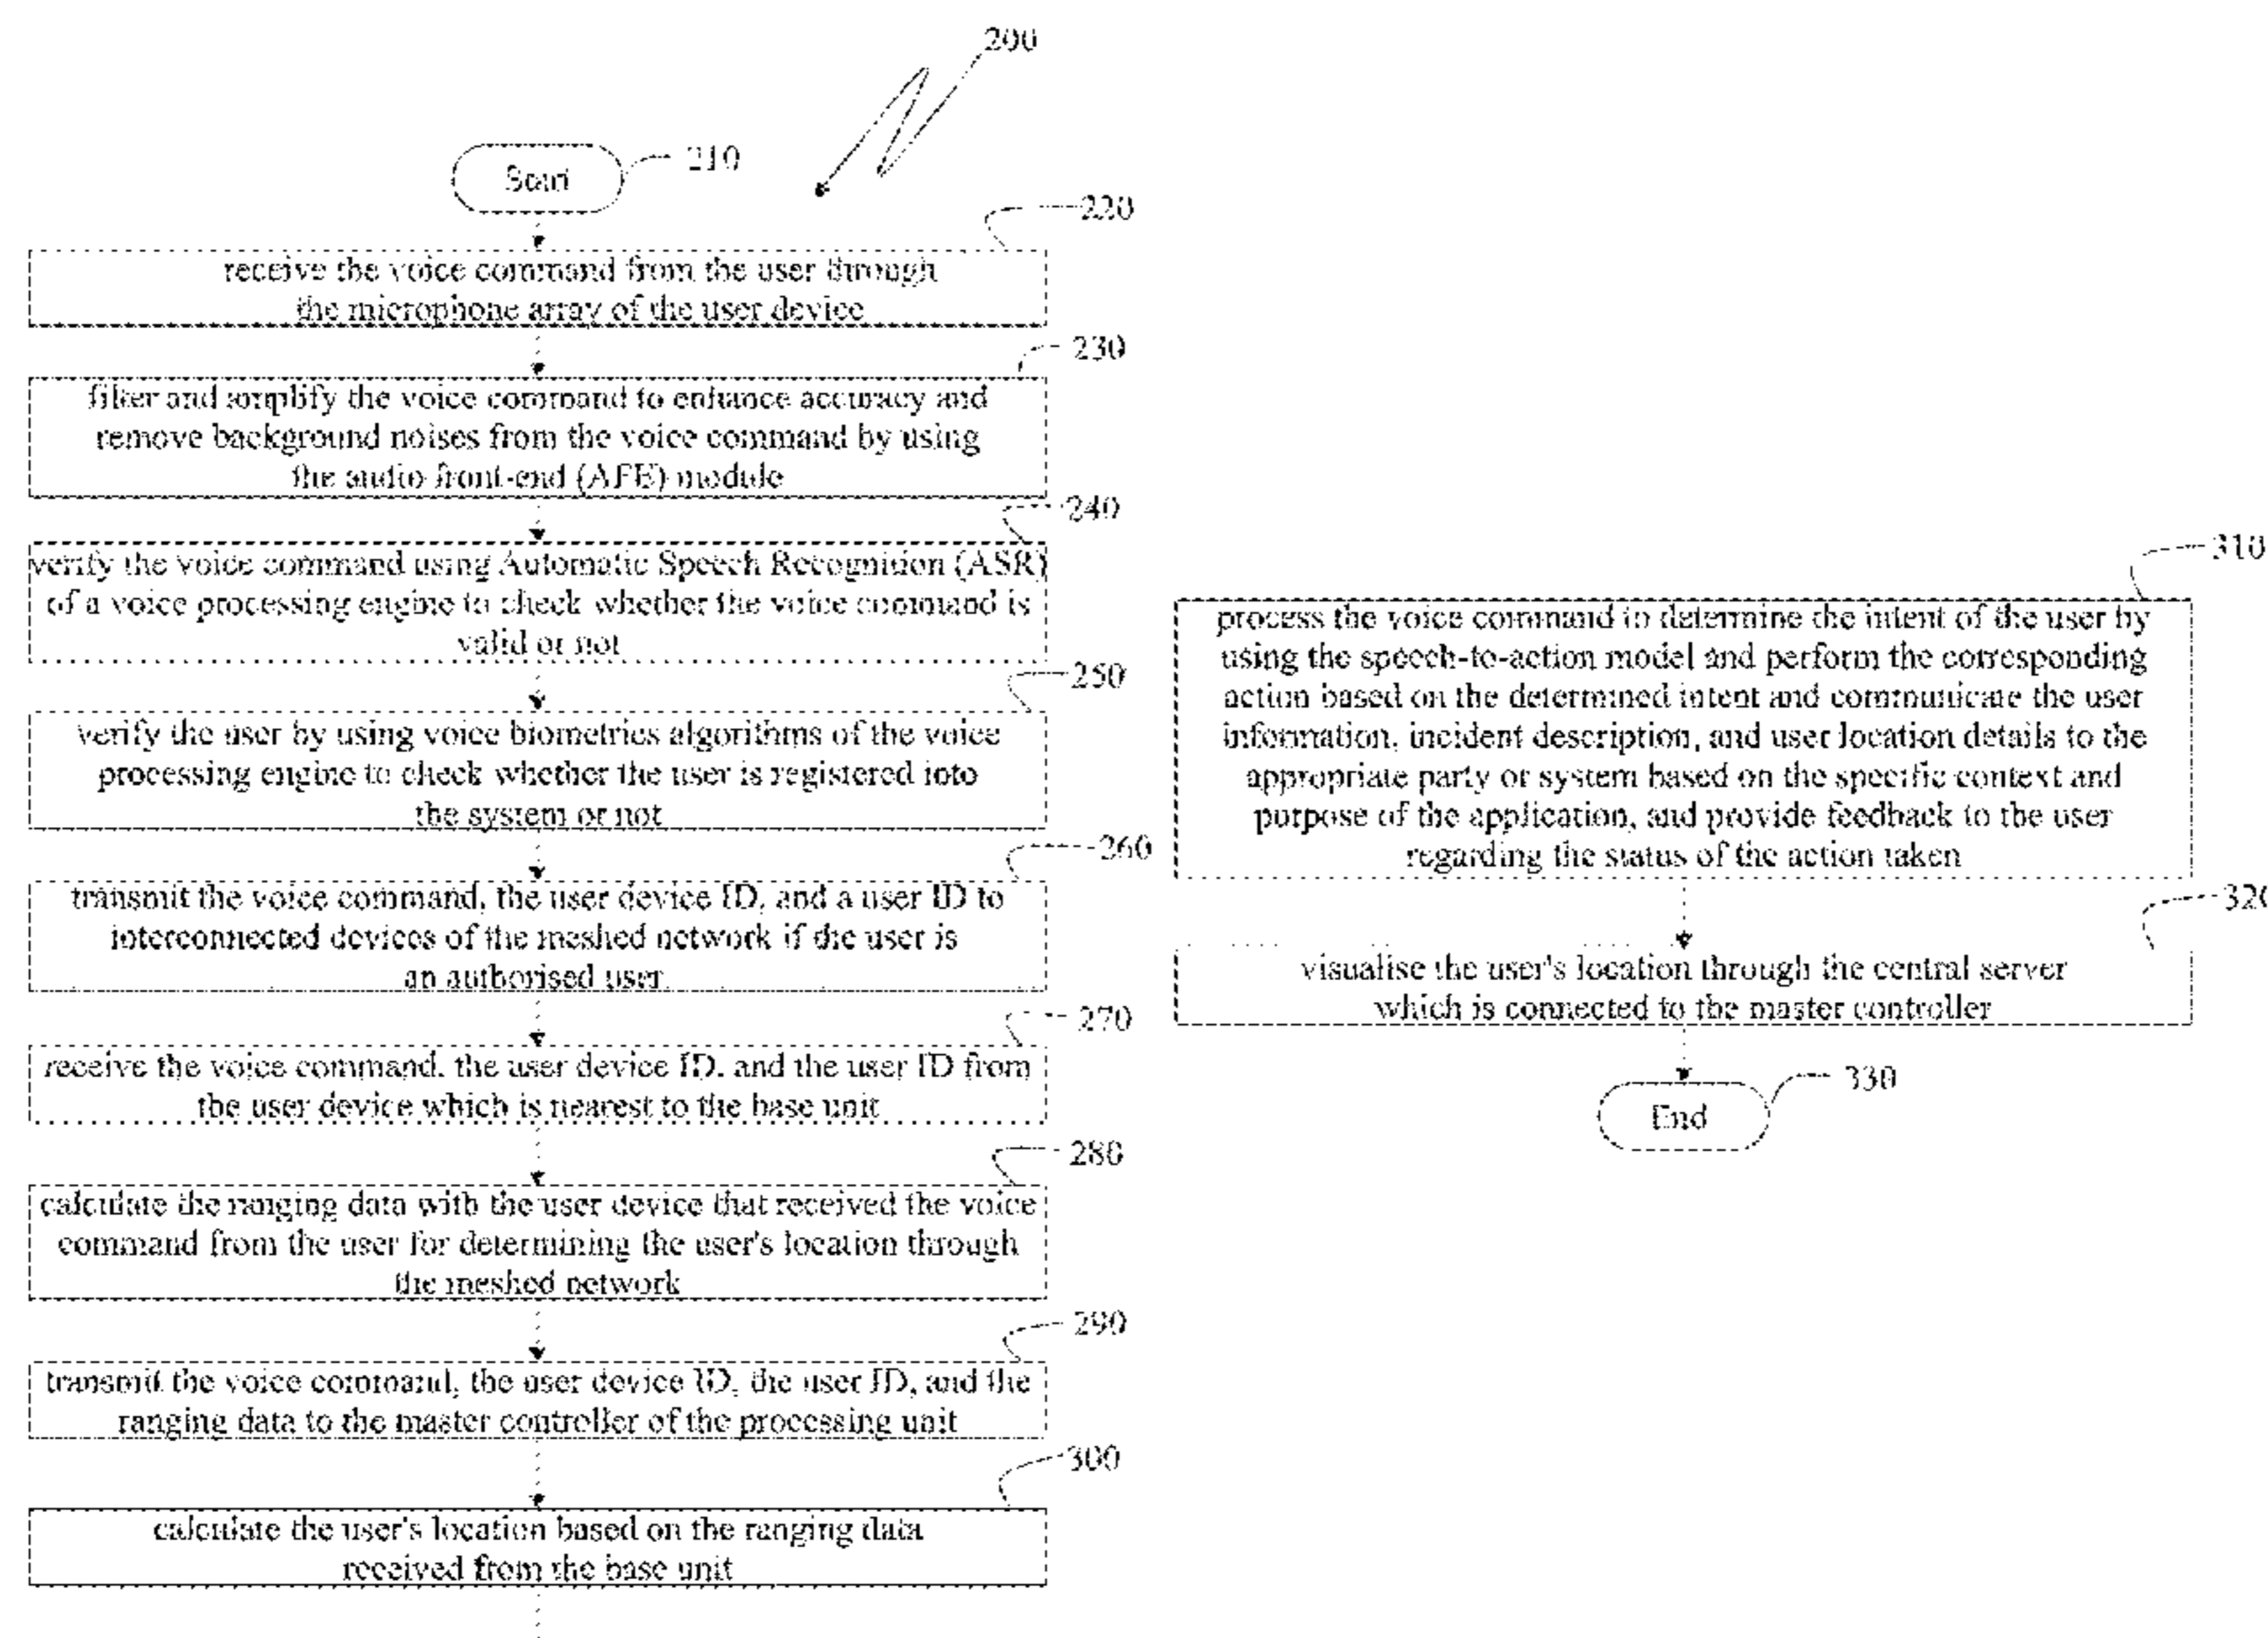 200
Start
210
220
receive the voice command from the user through
the microphone array of the user device
230
filter and amplify the voice command to enhance accuracy and
remove background noises from the voice command by using
the audio front-end (AFE) module
240
verify the voice command using Automatic Speech Recognition (ASR)
of a voice processing engine to check whether the voice command is
valid or not
250
verify the user by using voice biometrics algorithms of the voice
processing engine to check whether the user is registered into
the system or not
260
transmit the voice command, the user device ID, and a user ID to
interconnected devices of the meshed network if the user is
an authorised user
270
receive the voice command, the user device ID, and the user ID from
the user device which is nearest to the base unit
280
calculate the ranging data with the user device that received the voice
command from the user for determining the user's location through
the meshed network
290
transmit the voice command, the user device ID, the user ID, and the
ranging data to the master controller of the processing unit
300
calculate the user's location based on the ranging data
received from the base unit
310
process the voice command to determine the intent of the user by
using the speech-to-action model and perform the corresponding
action based on the determined intent and communicate the user
information, incident description, and user location details to the
appropriate party or system based on the specific context and
purpose of the application, and provide feedback to the user
regarding the status of the action taken
320
visualise the user's location through the central server
which is connected to the master controller
330
End